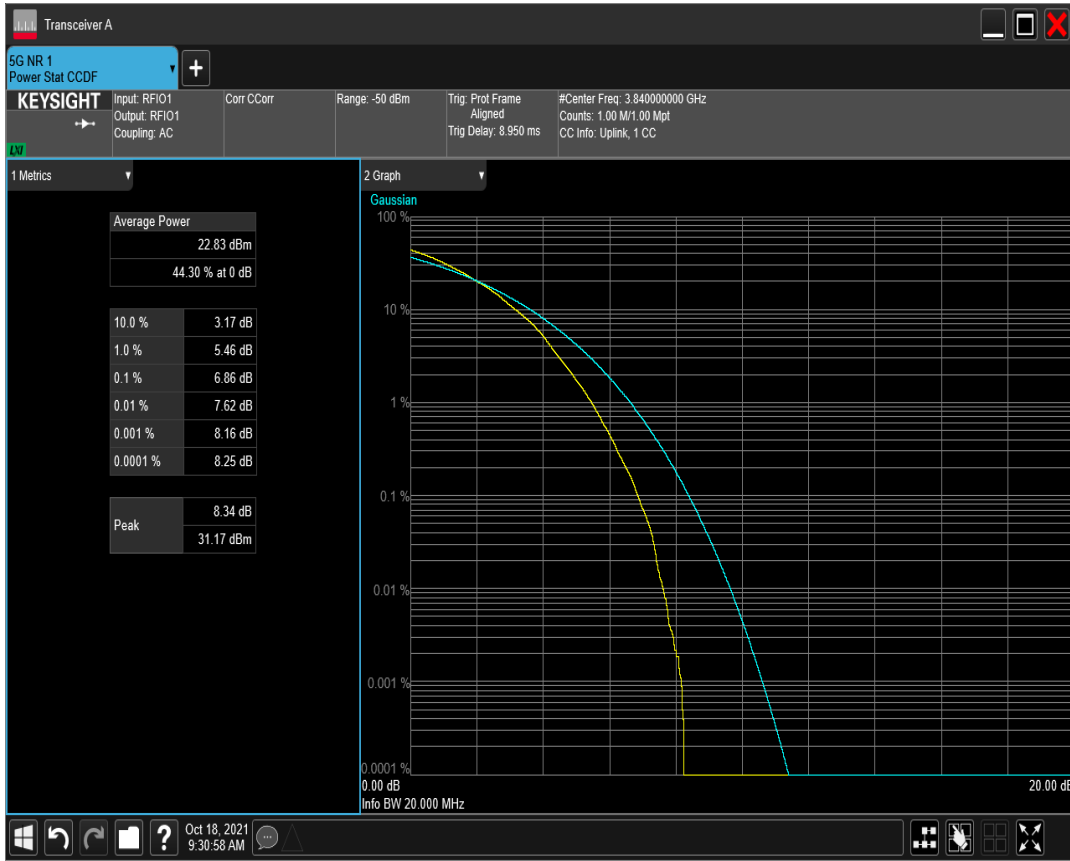 Transceiver A
5G NR 1
Power Stat CCDF
KEYSIGHT
LXI
Input: RFIO1
Output: RFIO1
Coupling: AC
Corr CCorr
Range: -50 dBm
Trig: Prot Frame
Aligned
Trig Delay: 8.950 ms
#Center Freq: 3.840000000 GHz
Counts: 1.00 M/1.00 Mpt
CC Info: Uplink, 1 CC
1 Metrics
Average Power
22.83 dBm
44.30 % at 0 dB
10.0 % 3.17 dB
1.0 % 5.46 dB
0.1 % 6.86 dB
0.01 % 7.62 dB
0.001 % 8.16 dB
0.0001 % 8.25 dB
Peak
8.34 dB
31.17 dBm
2 Graph
Gaussian
100 %
10 %
1 %
0.1 %
0.01 %
0.001 %
0.0001 %
0.00 dB 20.00 dB
Info BW 20.000 MHz
Oct 18, 2021
9:30:58 AM